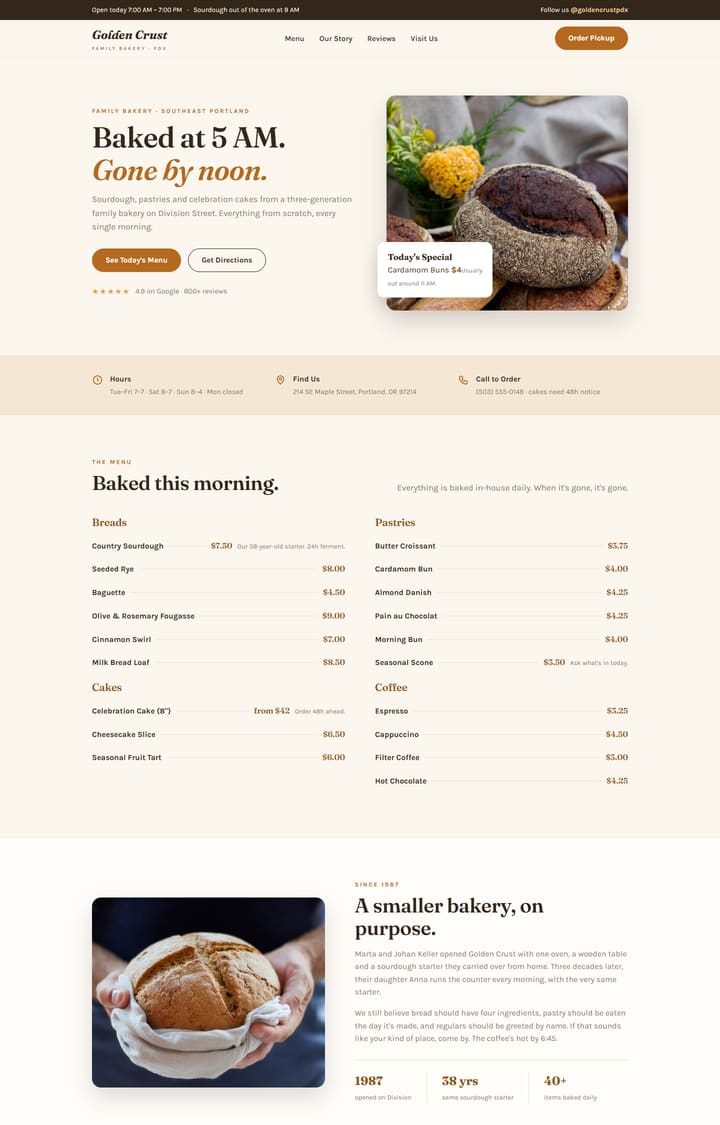 Open today 7:00 AM – 7:00 PM · Sourdough out of the oven at 9 AM
Follow us @goldencrustpdx
Golden Crust
FAMILY BAKERY · PDX
Menu
Our Story
Reviews
Visit Us
Order Pickup
FAMILY BAKERY · SOUTHEAST PORTLAND
Baked at 5 AM.
Gone by noon.
Sourdough, pastries and celebration cakes from a three-generation
family bakery on Division Street. Everything from scratch, every
single morning.
See Today's Menu
Get Directions
★★★★★ 4.9 on Google · 800+ reviews
Today's Special
Cardamom Buns $4 Usually
out around 11 AM.
Hours
Tue–Fri 7–7 · Sat 8–7 · Sun 8–4 · Mon closed
Find Us
214 SE Maple Street, Portland, OR 97214
Call to Order
(503) 555-0148 · cakes need 48h notice
THE MENU
Baked this morning.
Everything is baked in-house daily. When it's gone, it's gone.
Breads
Country Sourdough $7.50 Our 38-year-old starter. 24h ferment.
Seeded Rye $8.00
Baguette $4.50
Olive & Rosemary Fougasse $9.00
Cinnamon Swirl $7.00
Milk Bread Loaf $8.50
Cakes
Celebration Cake (8") from $42 Order 48h ahead.
Cheesecake Slice $6.50
Seasonal Fruit Tart $6.00
Pastries
Butter Croissant $3.75
Cardamom Bun $4.00
Almond Danish $4.25
Pain au Chocolat $4.25
Morning Bun $4.00
Seasonal Scone $3.50 Ask what's in today.
Coffee
Espresso $3.25
Cappuccino $4.50
Filter Coffee $3.00
Hot Chocolate $4.25
SINCE 1987
A smaller bakery, on
purpose.
Marta and Johan Keller opened Golden Crust with one oven, a wooden table
and a sourdough starter they carried over from home. Three decades later,
their daughter Anna runs the counter every morning, with the very same
starter.
We still believe bread should have four ingredients, pastry should be eaten
the day it's made, and regulars should be greeted by name. If that sounds
like your kind of place, come by. The coffee's hot by 6:45.
1987
opened on Division
38 yrs
same sourdough starter
40+
items baked daily